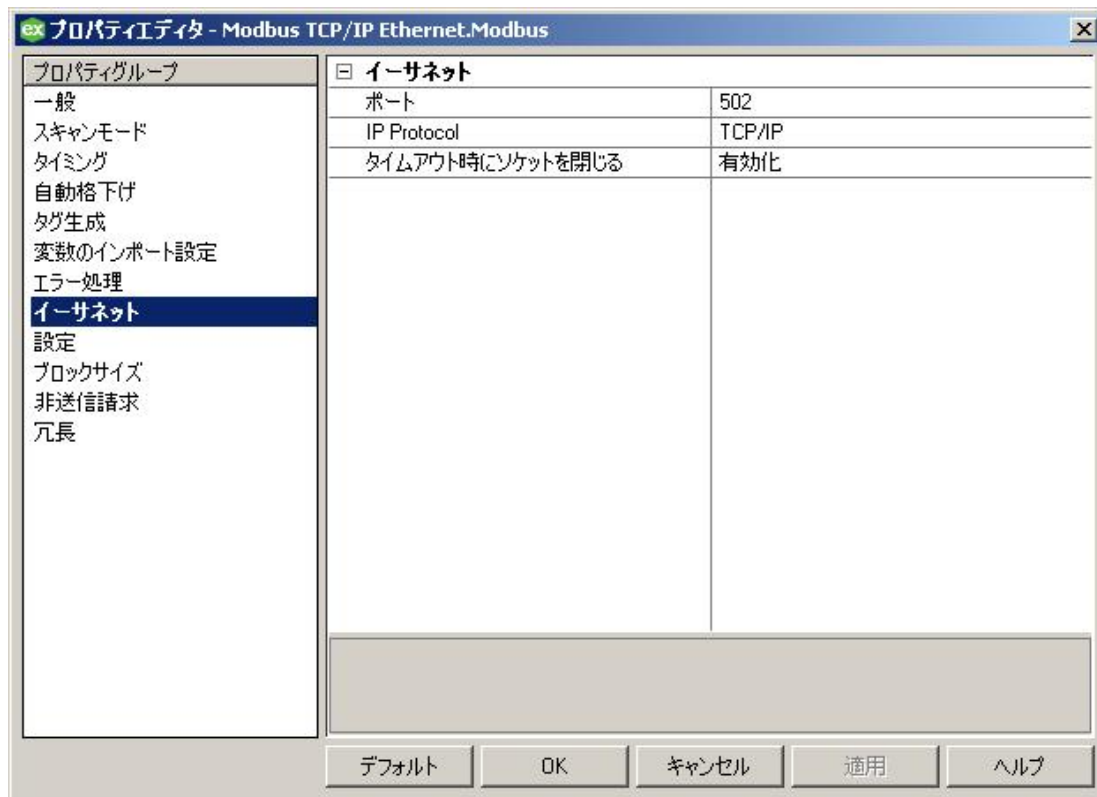 ex プロパティエディタ - Modbus TCP/IP Ethernet.Modbus
プロパティグループ
一般
スキャンモード
タイミング
自動格下げ
タグ生成
変数のインポート設定
エラー処理
イーサネット
設定
ブロックサイズ
非送信請求
冗長
イーサネット
ポート 502
IP Protocol TCP/IP
タイムアウト時にソケットを閉じる 有効化
デフォルト OK キャンセル 適用 ヘルプ